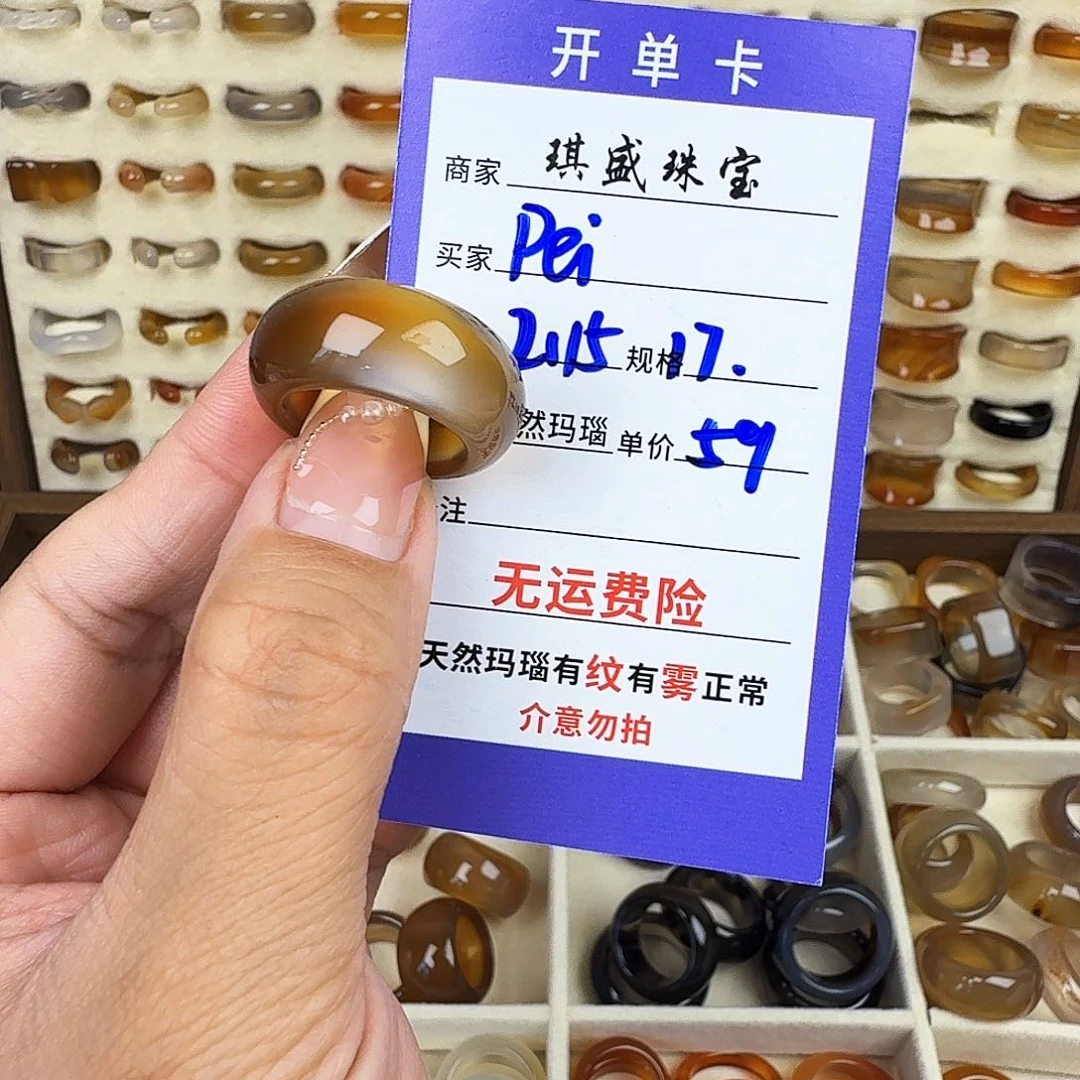 开单卡
商家 琪盛珠宝
买家 Pei
2115 规格 17.
然玛瑙 单价 59
注
无运费险
天然玛瑙有纹有雾正常
介意勿拍